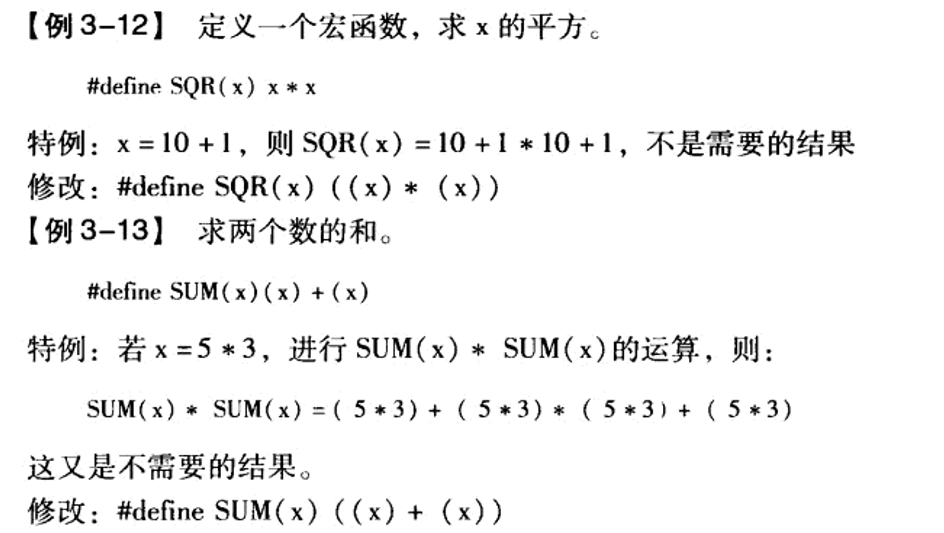 【例3-12】 定义一个宏函数，求 x 的平方。
#define SQR(x) x * x
特例：x = 10 + 1，则 SQR(x) = 10 + 1 * 10 + 1，不是需要的结果
修改：#define SQR(x) ((x) * (x))
【例3-13】 求两个数的和。
#define SUM(x)(x) + (x)
特例：若 x = 5 * 3，进行 SUM(x) * SUM(x)的运算，则：
SUM(x) * SUM(x) = ( 5 * 3) + ( 5 * 3) * ( 5 * 3) + ( 5 * 3)
这又是不需要的结果。
修改：#define SUM(x) ((x) + (x))